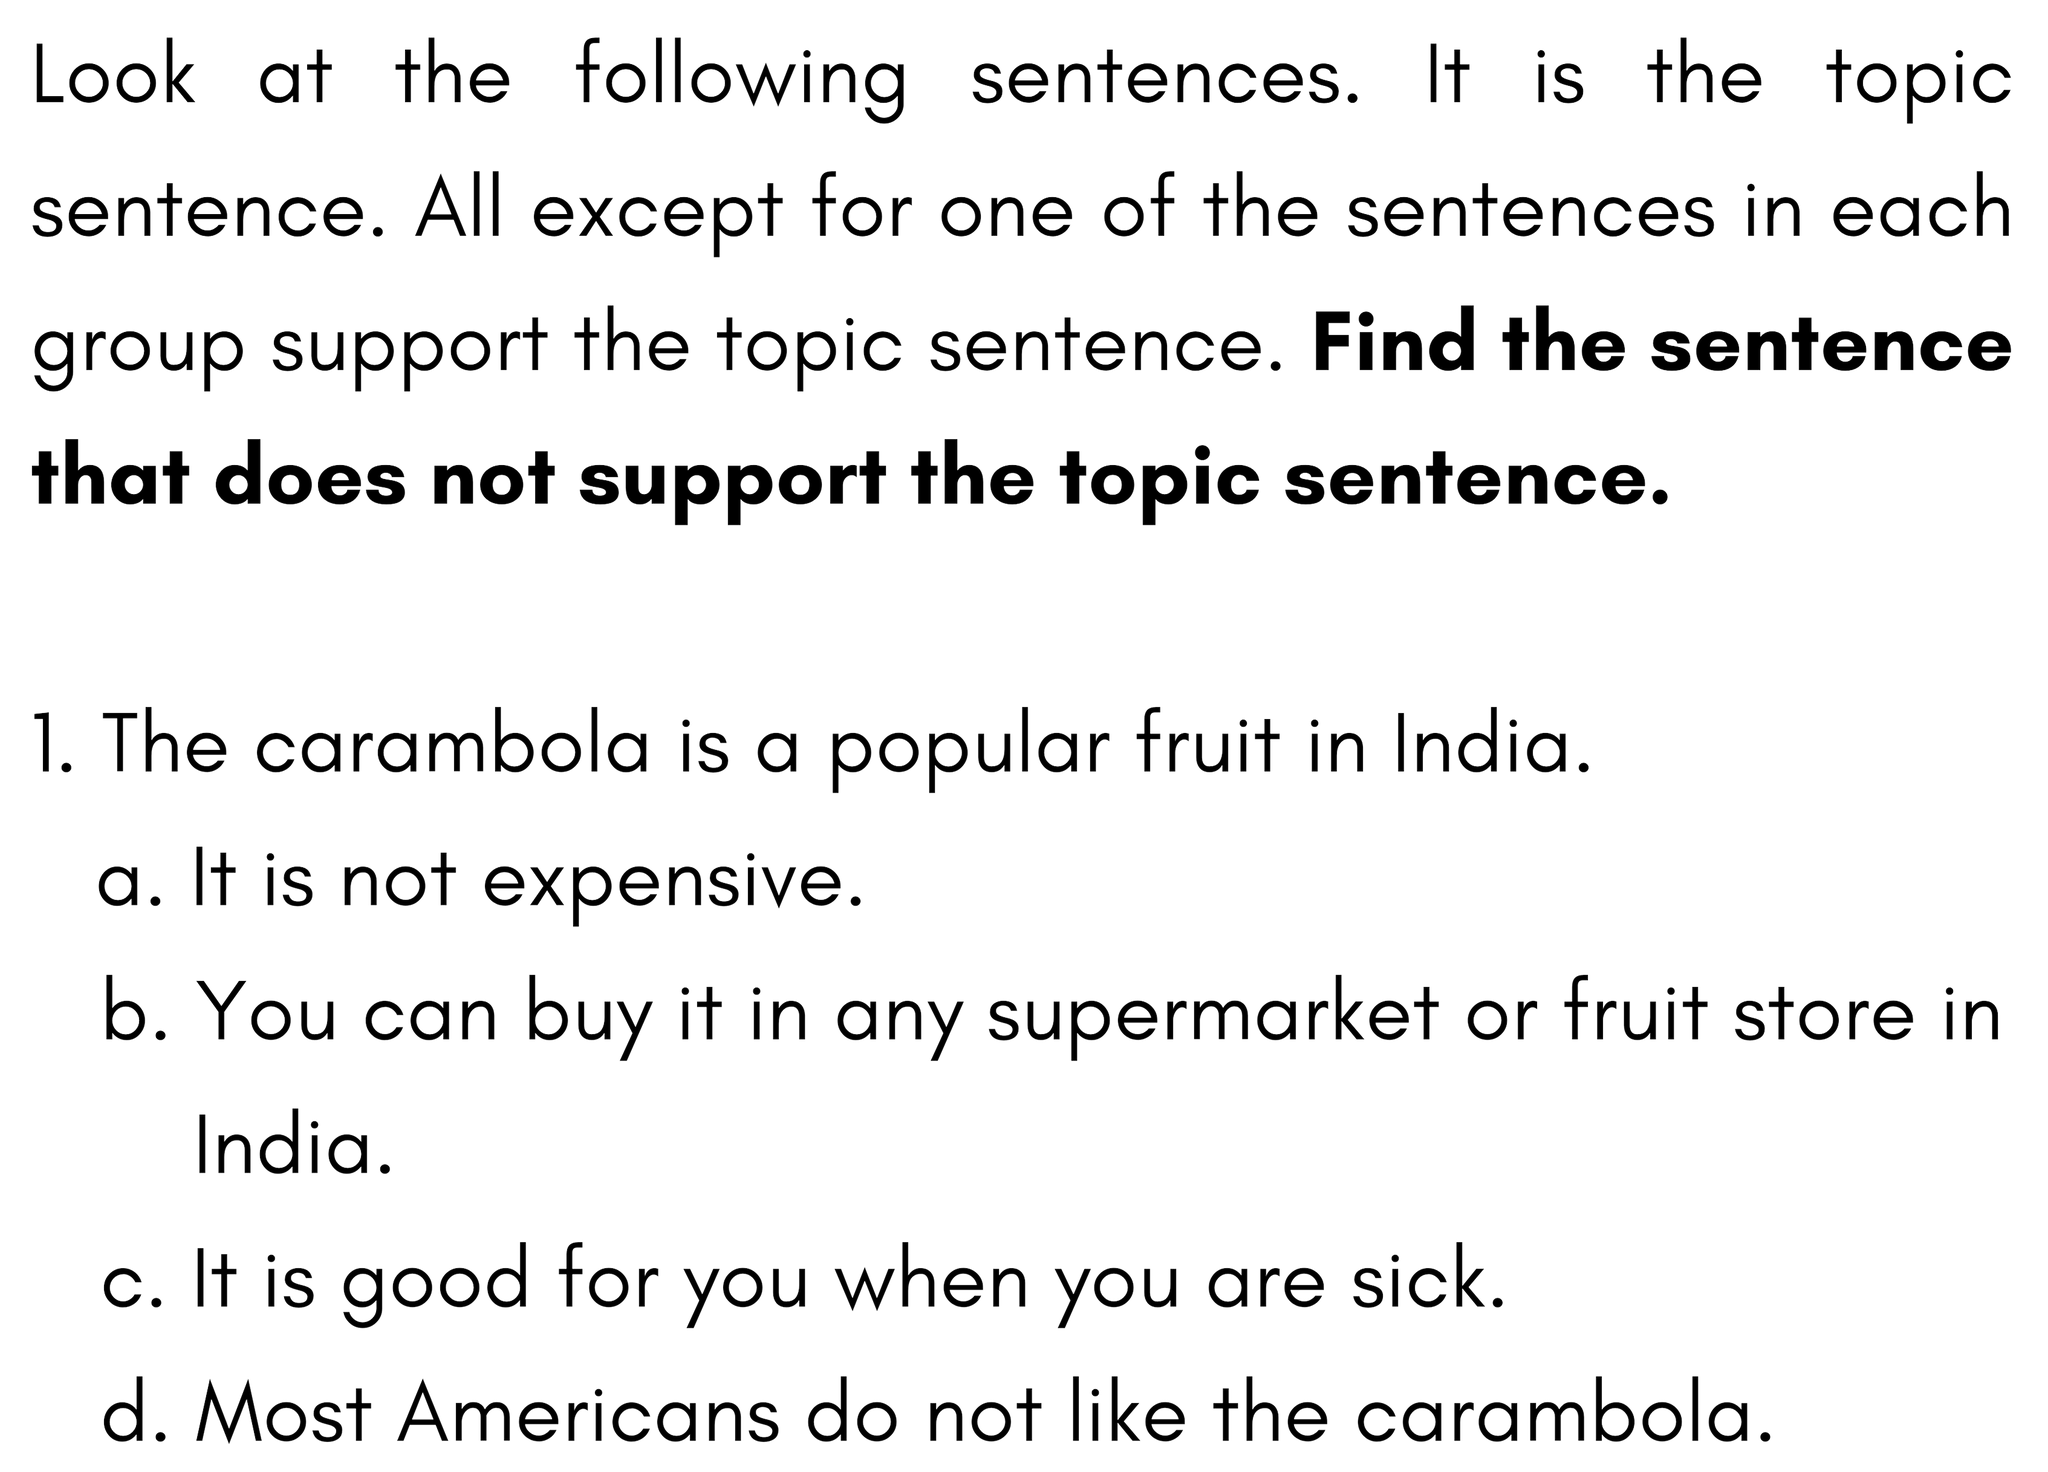 Look at the following sentences. It is the topic
sentence. All except for one of the sentences in each
group support the topic sentence. Find the sentence
that does not support the topic sentence.
1. The carambola is a popular fruit in India.
a. It is not expensive.
b. You can buy it in any supermarket or fruit store in
India.
c. It is good for you when you are sick.
d. Most Americans do not like the carambola.